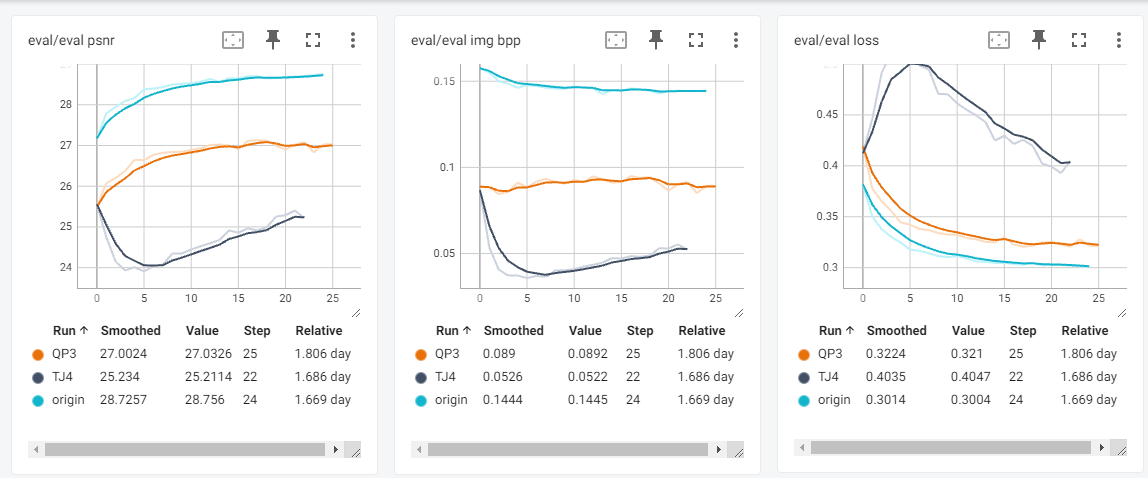 eval/eval psnr
28
27
26
25
24
0 5 10 15 20 25
Run ↑ Smoothed Value Step Relative
QP3 27.0024 27.0326 25 1.806 day
TJ4 25.234 25.2114 22 1.686 day
origin 28.7257 28.756 24 1.669 day
eval/eval img bpp
0.15
0.1
0.05
0 5 10 15 20 25
Run ↑ Smoothed Value Step Relative
QP3 0.089 0.0892 25 1.806 day
TJ4 0.0526 0.0522 22 1.686 day
origin 0.1444 0.1445 24 1.669 day
eval/eval loss
0.45
0.4
0.35
0.3
0 5 10 15 20 25
Run ↑ Smoothed Value Step Relative
QP3 0.3224 0.321 25 1.806 day
TJ4 0.4035 0.4047 22 1.686 day
origin 0.3014 0.3004 24 1.669 day